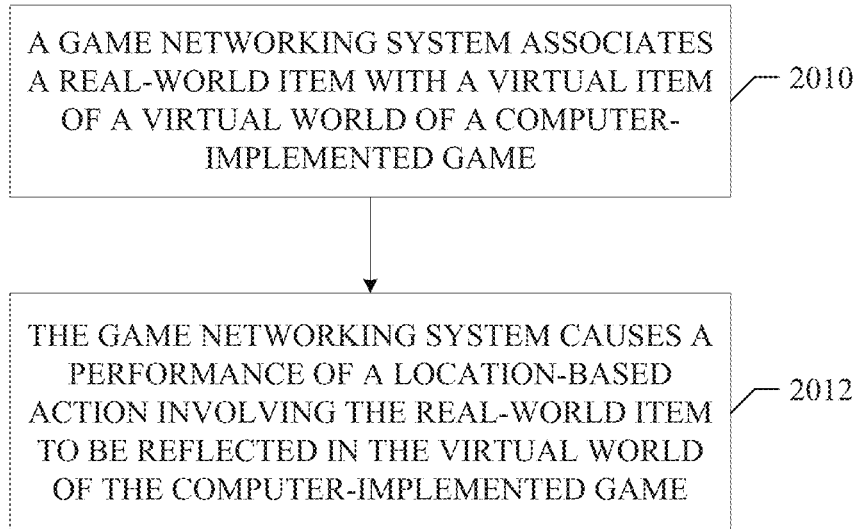 A GAME NETWORKING SYSTEM ASSOCIATES
A REAL-WORLD ITEM WITH A VIRTUAL ITEM
OF A VIRTUAL WORLD OF A COMPUTER-
IMPLEMENTED GAME
2010
THE GAME NETWORKING SYSTEM CAUSES A
PERFORMANCE OF A LOCATION-BASED
ACTION INVOLVING THE REAL-WORLD ITEM
TO BE REFLECTED IN THE VIRTUAL WORLD
OF THE COMPUTER-IMPLEMENTED GAME
2012